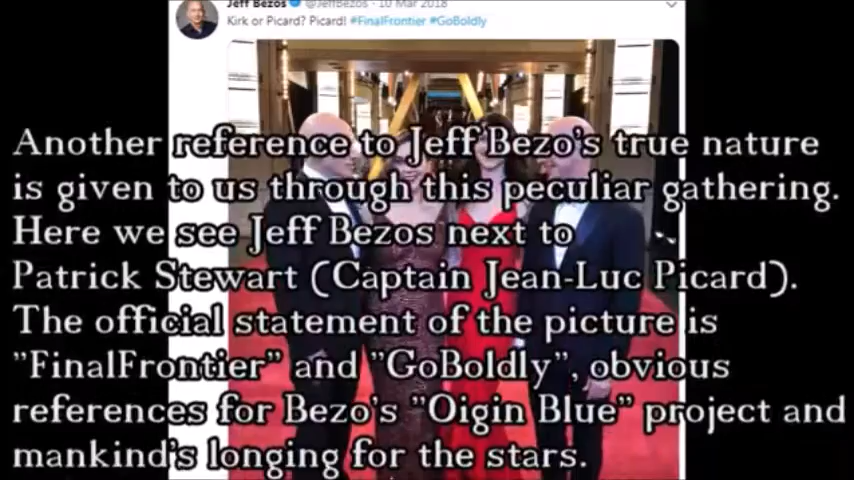 Jeff Bezos @JeffBezos · 10 Mar 2018
Kirk or Picard? Picard! #FinalFrontier #GoBoldly
Another reference to Jeff Bezo's true nature
is given to us through this peculiar gathering.
Here we see Jeff Bezos next to
Patrick Stewart (Captain Jean-Luc Picard).
The official statement of the picture is
"FinalFrontier" and "GoBoldly", obvious
references for Bezo's "Oigin Blue" project and
mankind's longing for the stars.